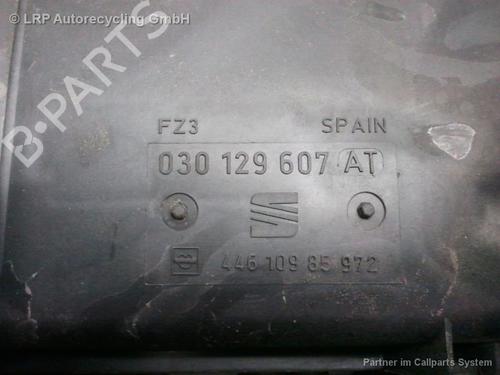 © LRP Autorecycling GmbH
B-PARTS
FZ3 SPAIN
030 129 607 AT
446 109 85 972
Partner im Callparts System